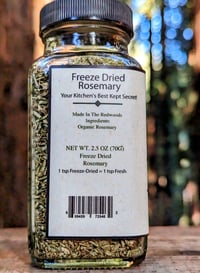 Freeze Dried
Rosemary
Your Kitchen's Best Kept Secret
Made In The Redwoods
Ingredients:
Organic Rosemary
NET WT. 2.5 OZ (70G)
Freeze Dried
Rosemary
1 tsp Freeze-Dried = 1 tsp Fresh